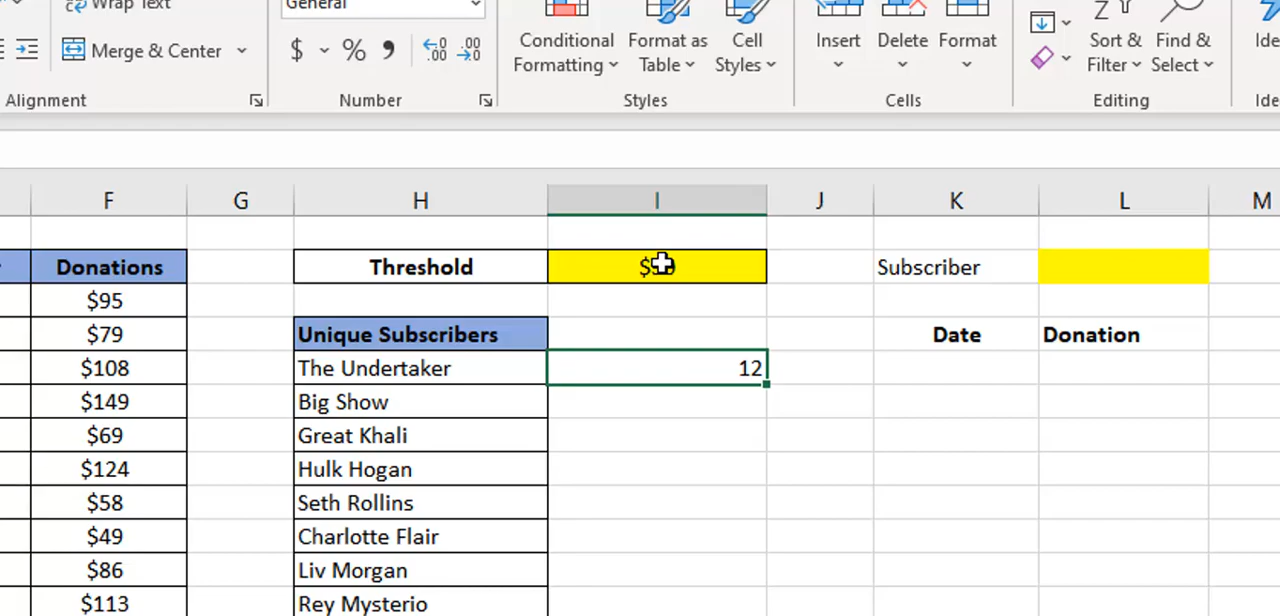 Wrap Text
General
Merge & Center
$ % 9
Conditional Formatting
Format as Table
Cell Styles
Insert
Delete
Format
Sort & Filter
Find & Select
Ide
Alignment
Number
Styles
Cells
Editing
Ide
F G H I J K L M
Donations Threshold Subscriber
$95
$79 Unique Subscribers Date Donation
$108 The Undertaker 12
$149 Big Show
$69 Great Khali
$124 Hulk Hogan
$58 Seth Rollins
$49 Charlotte Flair
$86 Liv Morgan
$113 Rey Mysterio